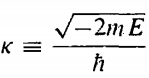 κ ≡ √(-2mE) / ħ